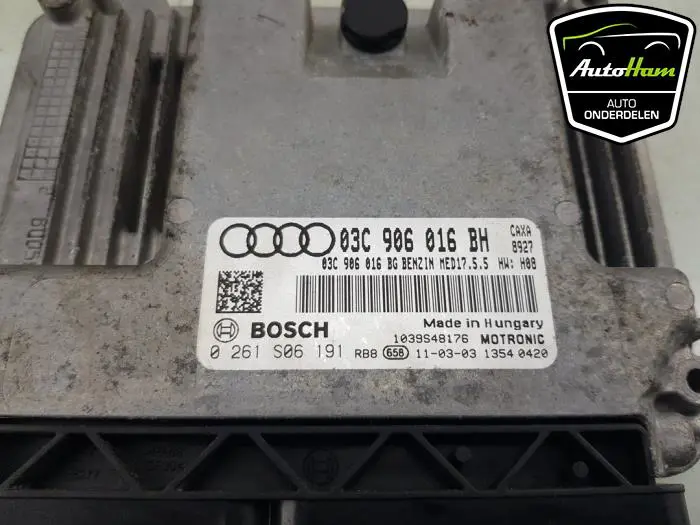 AutoHam
AUTO
ONDERDELEN
03C 906 016 BH
CAXA
8927
03C 906 016 BG BENZIN MED17.5.5 HW: H08
BOSCH
Made in Hungary
1039S48176 MOTRONIC
0 261 S06 191
RB8 658 11-03-03 1354 0420